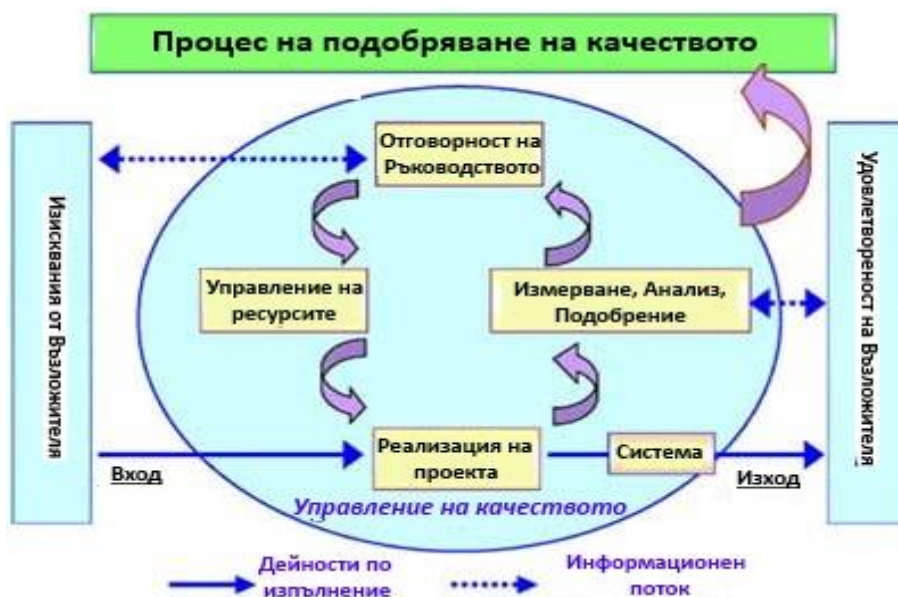 Процес на подобряване на качеството
Отговорност на
Ръководството
Изисквания от Възложителя
Удовлетвореност на Възложителя
Управление на
ресурсите
Измерване, Анализ,
Подобрение
Реализация на
проекта
Система
Вход
Изход
Управление на качеството
Дейности по
изпълнение
Информационен
поток